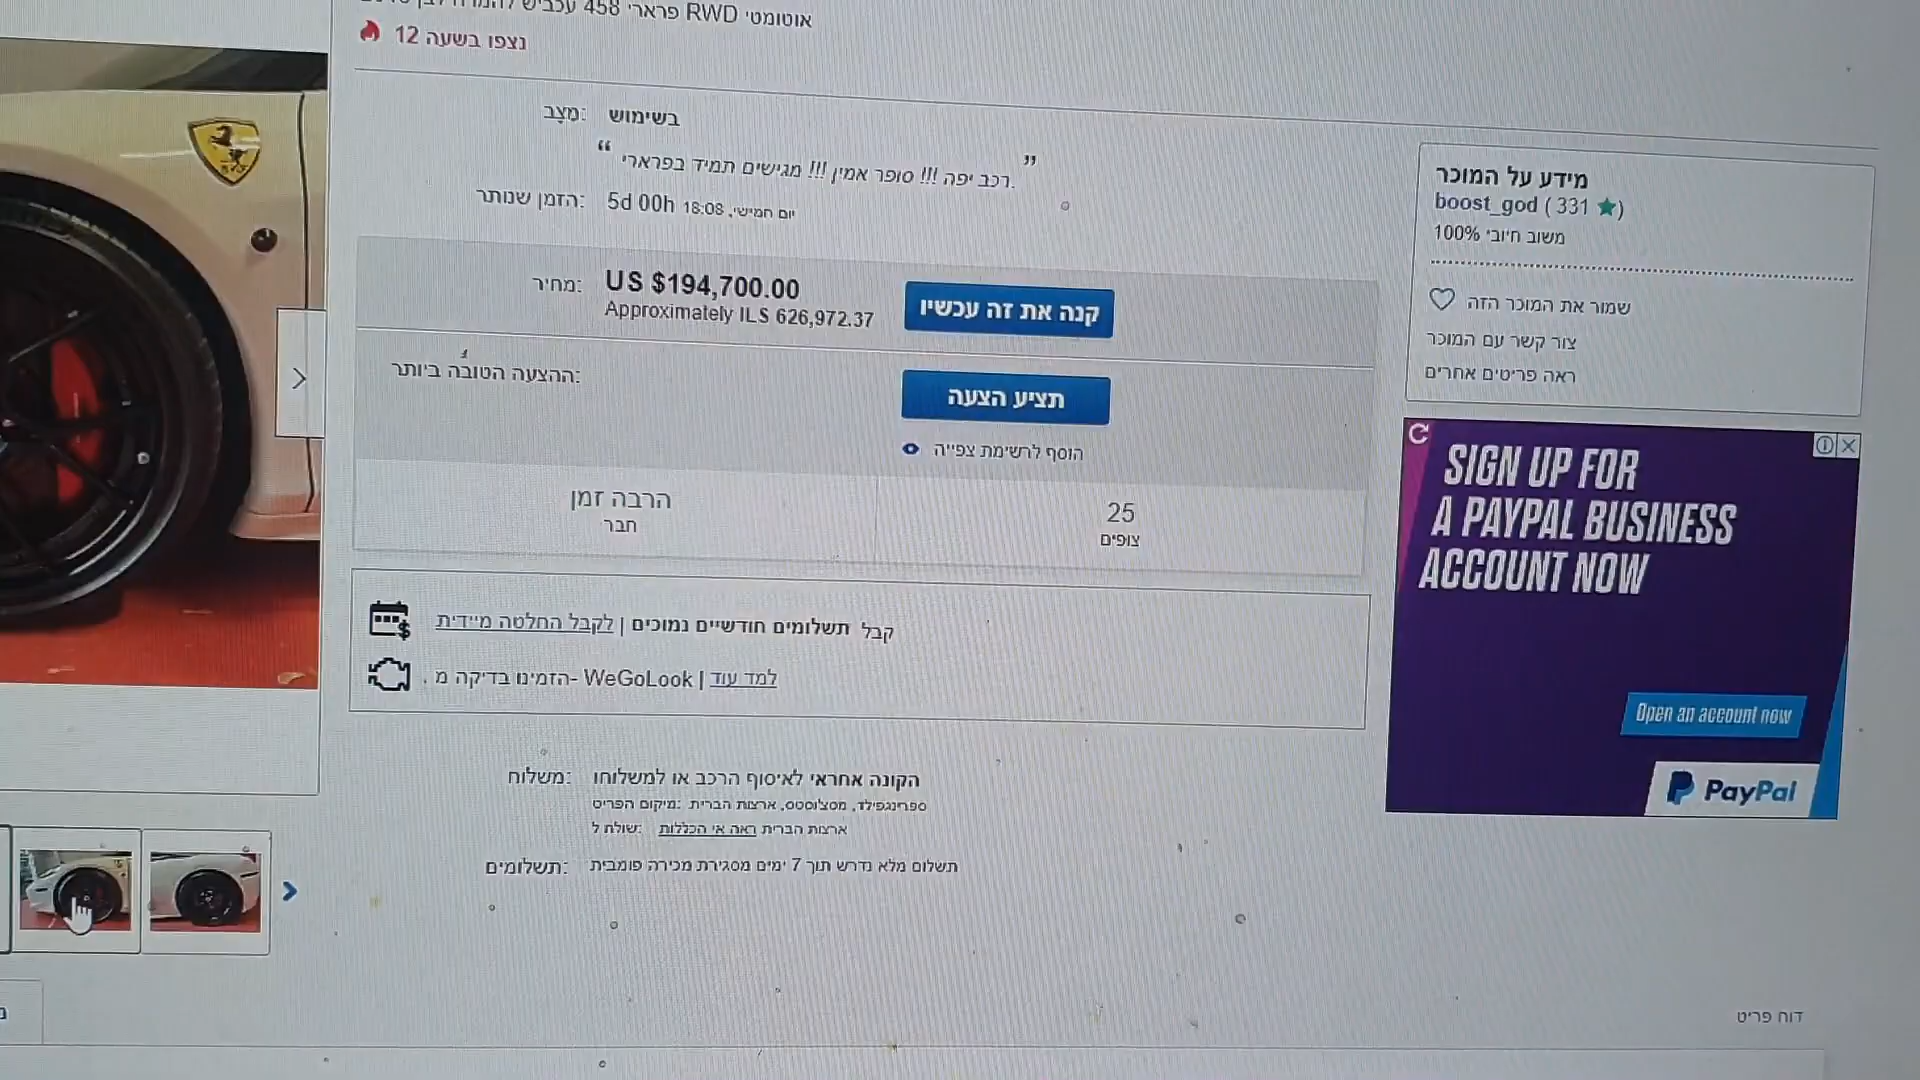 אוטומטי RWD פרארי 458 עכביש
12 נצפו בשעה
מַצָב:
בשימוש
“ רכב יפה !!! סופר אמין !!! מגישים תמיד בפרארי. ”
הזמן שנותר:
5d 00h יום חמישי, 18:08
מחיר:
US $194,700.00
Approximately ILS 626,972.37
קנה את זה עכשיו
ההצעה הטובה ביותר:
תציע הצעה
הוסף לרשימת צפייה
הרבה זמן
חבר
25
צופים
קבל תשלומים חודשיים נמוכים | לקבל החלטה מיידית
הזמינו בדיקה מ- WeGoLook | למד עוד .
משלוח:
הקונה אחראי לאיסוף הרכב או למשלוחו
מיקום הפריט: ספרינגפילד, מסצ'וסטס, ארצות הברית
שולח ל: ארצות הברית ראה אי הכללות
תשלומים:
תשלום מלא נדרש תוך 7 ימים מסגירת מכירה פומבית
מידע על המוכר
boost_god ( 331 ★)
100% משוב חיובי
שמור את המוכר הזה
צור קשר עם המוכר
ראה פריטים אחרים
SIGN UP FOR
A PAYPAL BUSINESS
ACCOUNT NOW
Open an account now
PayPal
דוח פריט